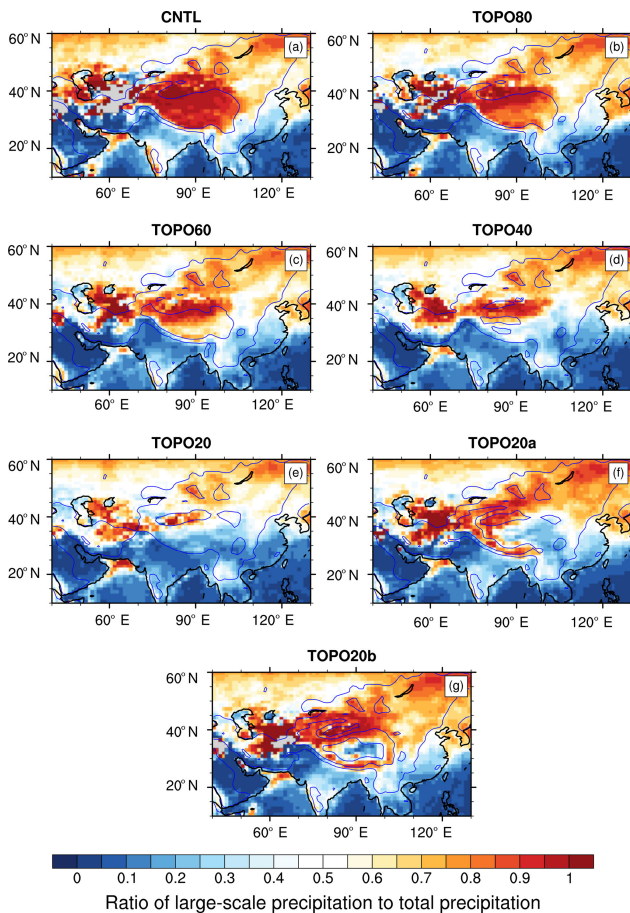 CNTL
TOPO80
60° N
(a)
60° N
(b)
40° N
40° N
20° N
20° N
60° E
90° E
120° E
60° E
90° E
120° E
TOPO60
TOPO40
60° N
(c)
60° N
(d)
40° N
40° N
20° N
20° N
60° E
90° E
120° E
60° E
90° E
120° E
TOPO20
TOPO20a
60° N
(e)
60° N
(f)
40° N
40° N
20° N
20° N
60° E
90° E
120° E
60° E
90° E
120° E
TOPO20b
60° N
(g)
40° N
20° N
60° E
90° E
120° E
0 0.1 0.2 0.3 0.4 0.5 0.6 0.7 0.8 0.9 1
Ratio of large-scale precipitation to total precipitation